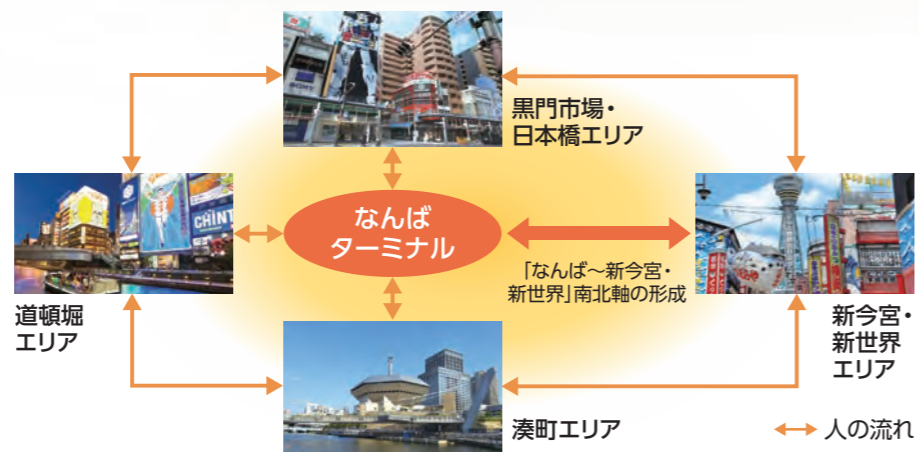 黒門市場・
日本橋エリア
SONY
なんば
ターミナル
CHINT
「なんば～新今宮・
新世界」南北軸の形成
道頓堀
エリア
新今宮・
新世界
エリア
湊町エリア
人の流れ